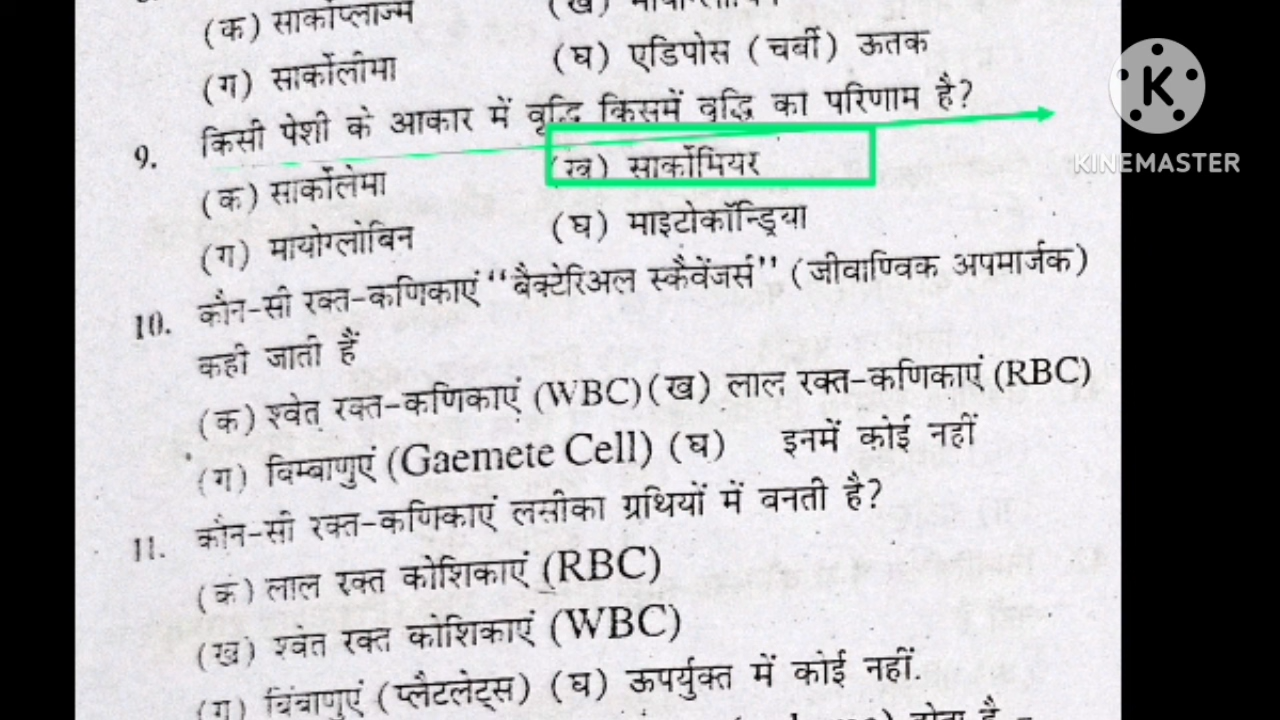 (क) सार्कोप्लाज्म (ख)
(ग) सार्कोलीमा (घ) एडिपोस (चर्बी) ऊतक
9. किसी पेशी के आकार में वृद्धि किसमें वृद्धि का परिणाम है?
(क) सार्कोलेमा (ख) सार्कोमियर
(ग) मायोग्लोबिन (घ) माइटोकॉन्ड्रिया
10. कौन-सी रक्त-कणिकाएं “बैक्टेरिअल स्कैवेंजर्स” (जीवाण्विक अपमार्जक)
कही जाती हैं
(क) श्वेत रक्त-कणिकाएं (WBC) (ख) लाल रक्त-कणिकाएं (RBC)
(ग) विम्बाणुएं (Gaemete Cell) (घ) इनमें कोई नहीं
11. कौन-सी रक्त-कणिकाएं लसीका ग्रथियों में बनती है?
(क) लाल रक्त कोशिकाएं (RBC)
(ख) श्वेत रक्त कोशिकाएं (WBC)
(ग) बिंबाणुएं (प्लैटलेट्स) (घ) ऊपर्युक्त में कोई नहीं.
होता है -
K
KINEMASTER